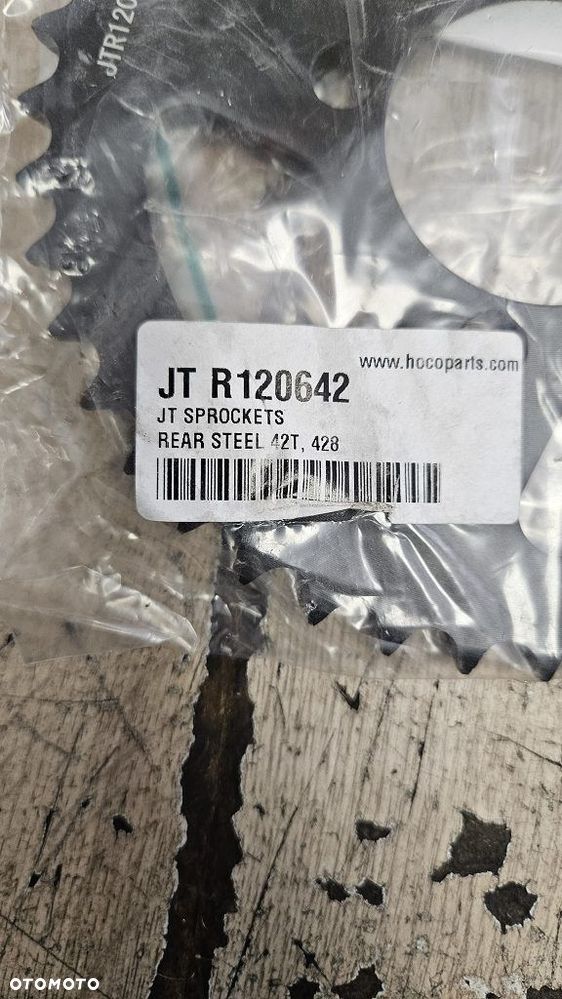 JTR120
www.hocoparts.com
JT R120642
JT SPROCKETS
REAR STEEL 42T, 428
OTOMOTO